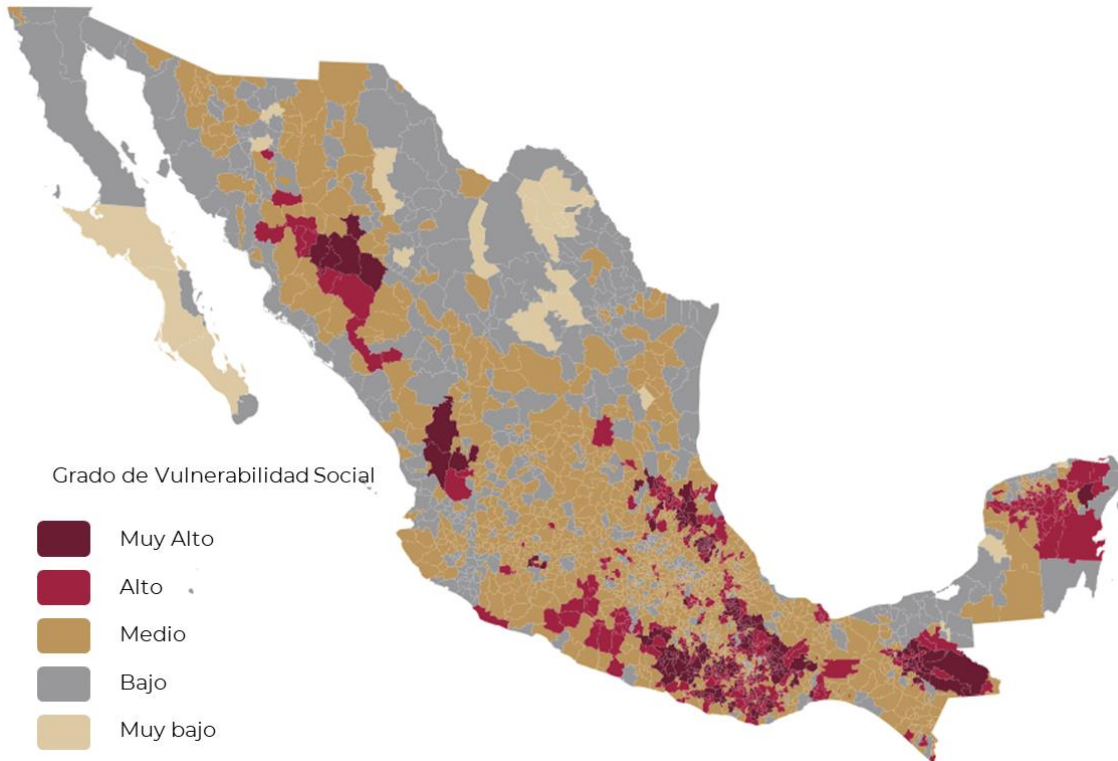 Grado de Vulnerabilidad Social
Muy Alto
Alto
Medio
Bajo
Muy bajo